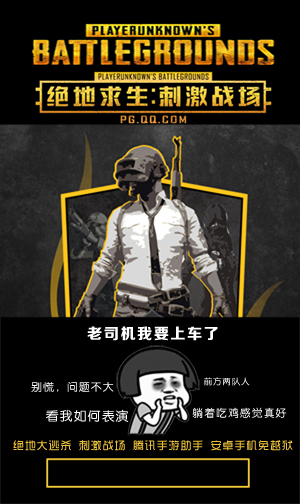 PLAYERUNKNOWN'S
BATTLEGROUNDS
PLAYERUNKNOWN'S BATTLEGROUNDS
绝地求生:刺激战场
PG.QQ.COM
老司机我要上车了
别慌，问题不大
前方两队人
看我如何表演
躺着吃鸡感觉真好
绝地大逃杀 刺激战场 腾讯手游助手 安卓手机免越狱